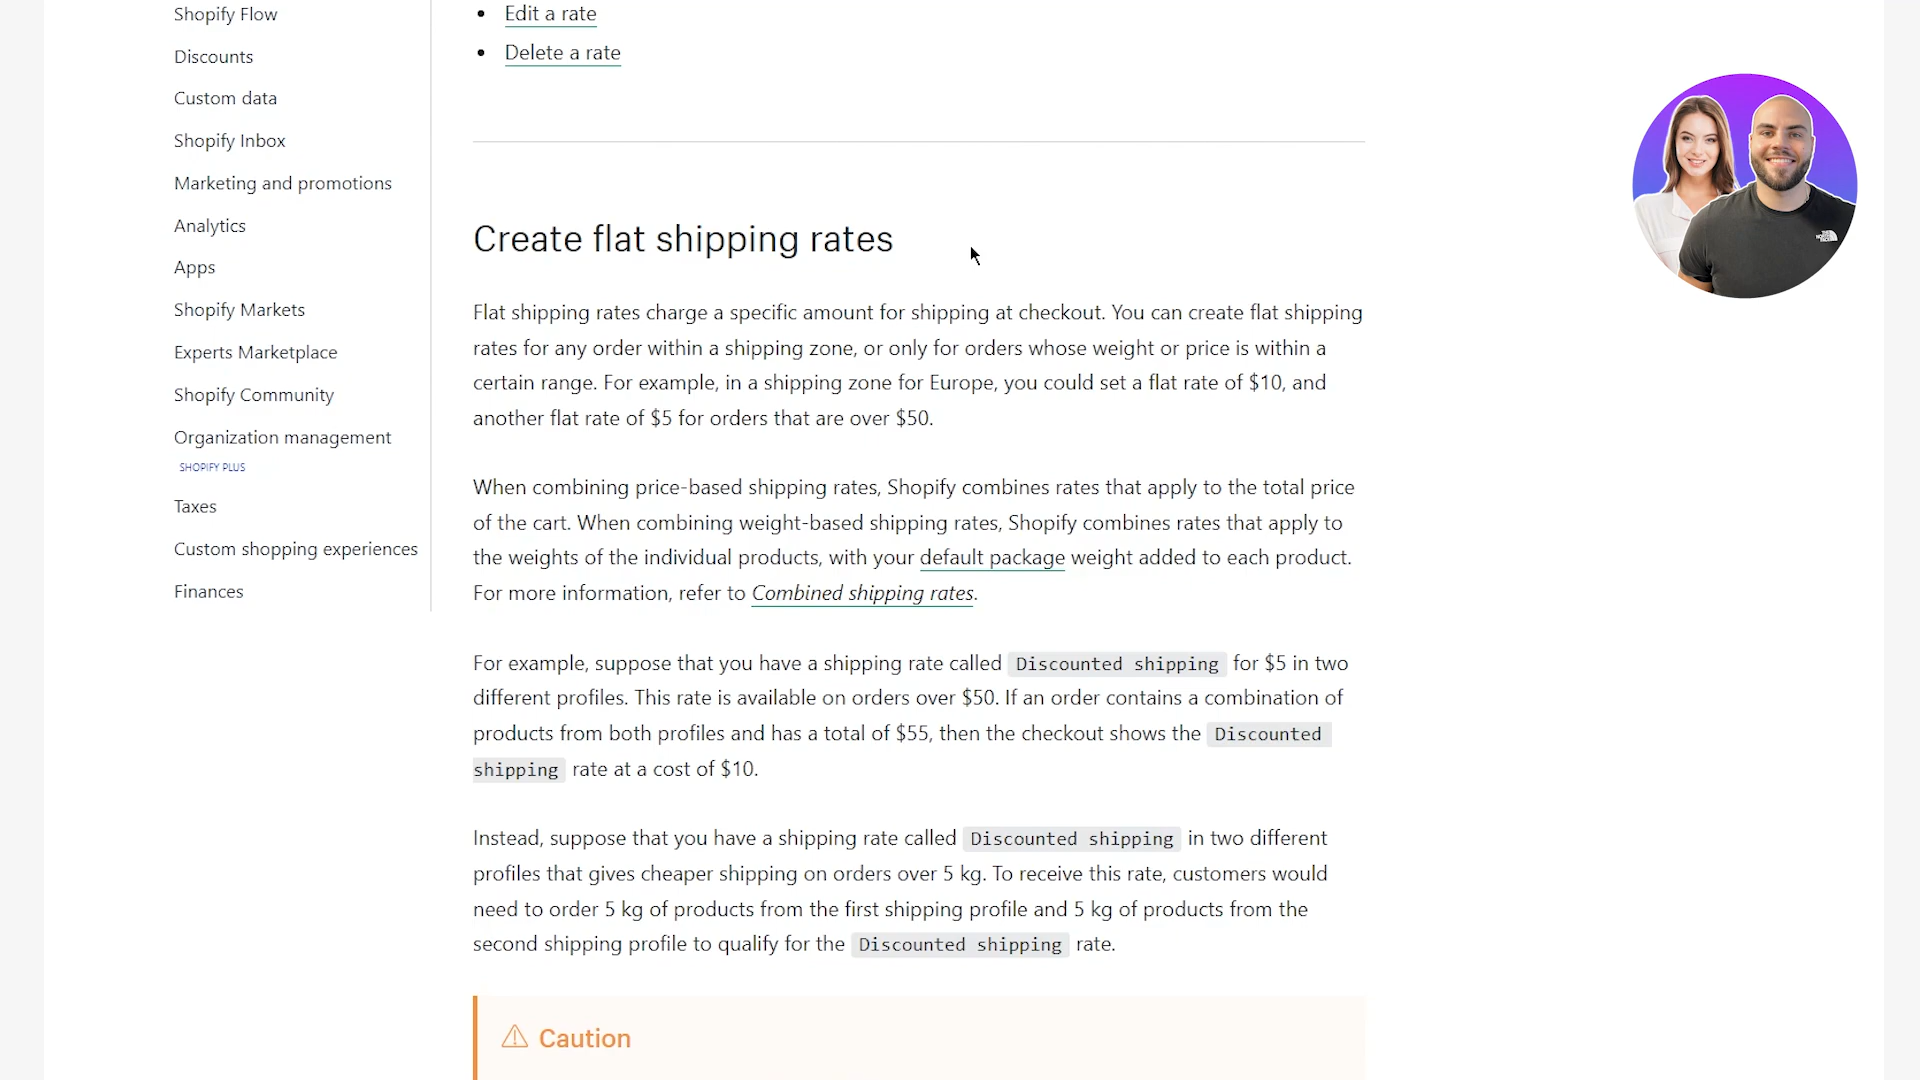 Shopify Flow
Discounts
Custom data
Shopify Inbox
Marketing and promotions
Analytics
Apps
Shopify Markets
Experts Marketplace
Shopify Community
Organization management
SHOPIFY PLUS
Taxes
Custom shopping experiences
Finances
• Edit a rate
• Delete a rate
Create flat shipping rates
Flat shipping rates charge a specific amount for shipping at checkout. You can create flat shipping
rates for any order within a shipping zone, or only for orders whose weight or price is within a
certain range. For example, in a shipping zone for Europe, you could set a flat rate of $10, and
another flat rate of $5 for orders that are over $50.
When combining price-based shipping rates, Shopify combines rates that apply to the total price
of the cart. When combining weight-based shipping rates, Shopify combines rates that apply to
the weights of the individual products, with your default package weight added to each product.
For more information, refer to Combined shipping rates.
For example, suppose that you have a shipping rate called Discounted shipping for $5 in two
different profiles. This rate is available on orders over $50. If an order contains a combination of
products from both profiles and has a total of $55, then the checkout shows the Discounted
shipping rate at a cost of $10.
Instead, suppose that you have a shipping rate called Discounted shipping in two different
profiles that gives cheaper shipping on orders over 5 kg. To receive this rate, customers would
need to order 5 kg of products from the first shipping profile and 5 kg of products from the
second shipping profile to qualify for the Discounted shipping rate.
Caution